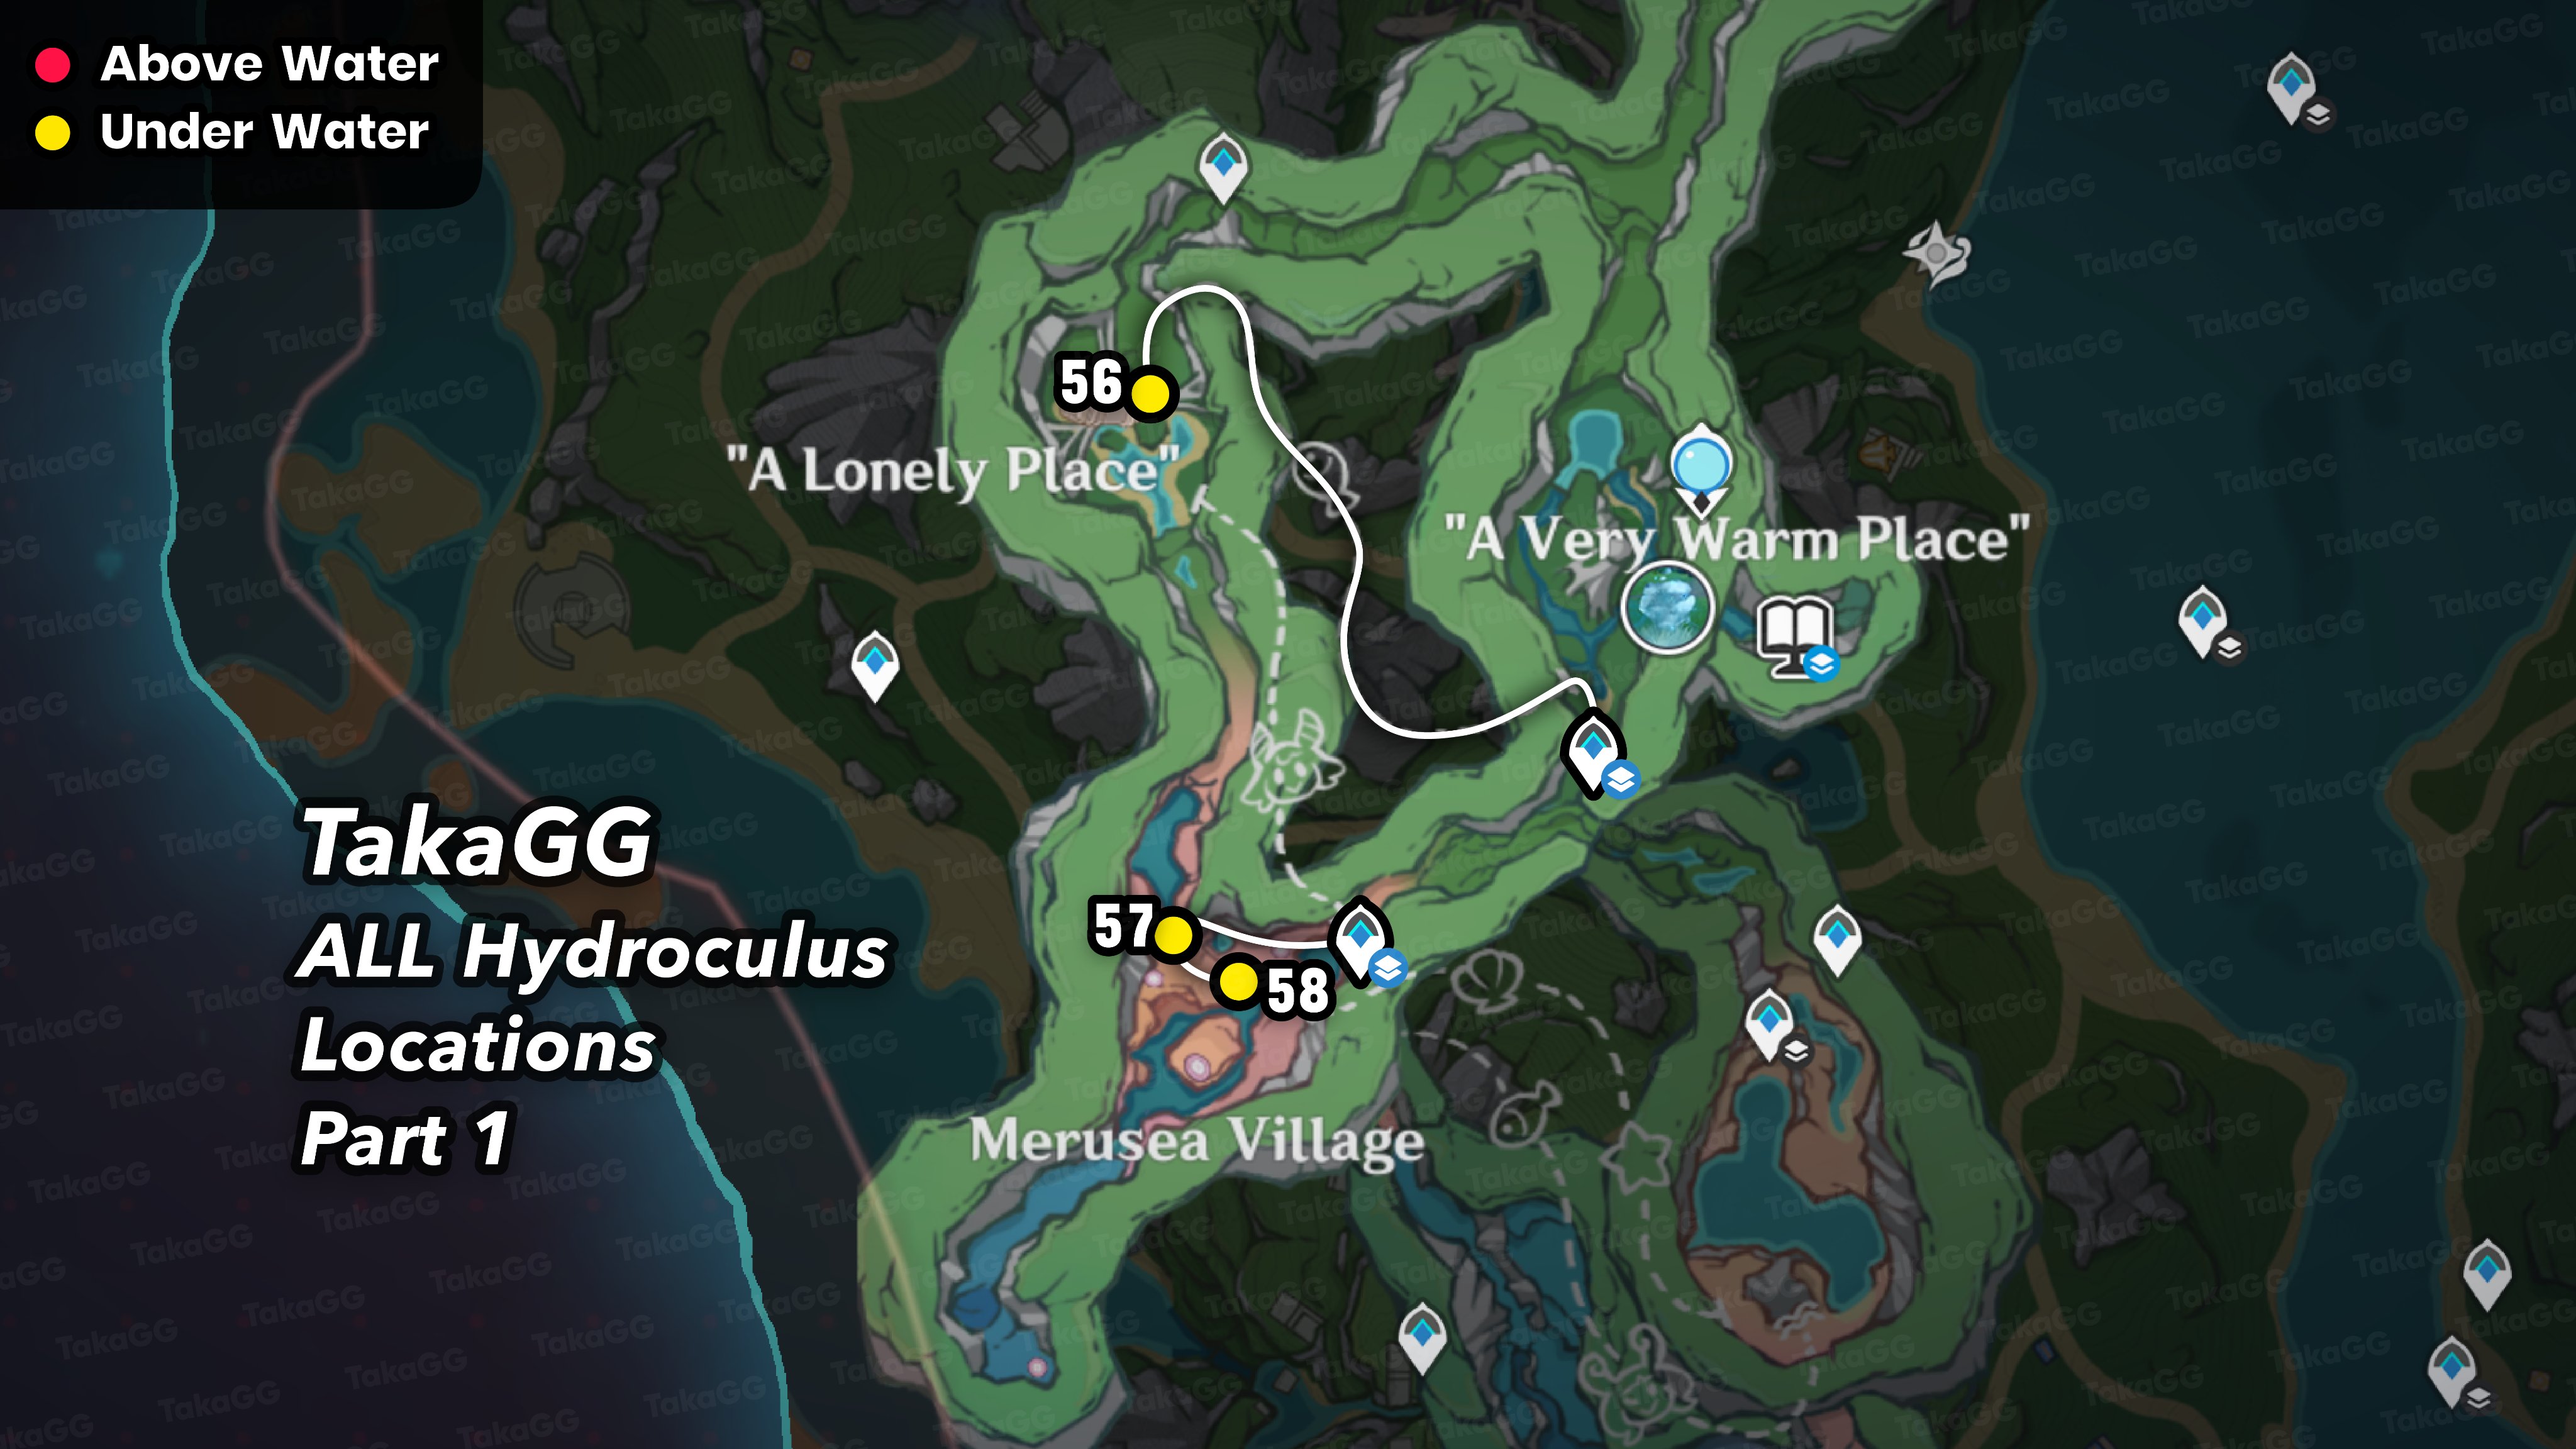 Above Water
Under Water
56
"A Lonely Place"
"A Very Warm Place"
TakaGG
ALL Hydroculus
Locations
Part 1
57
58
Merusea Village